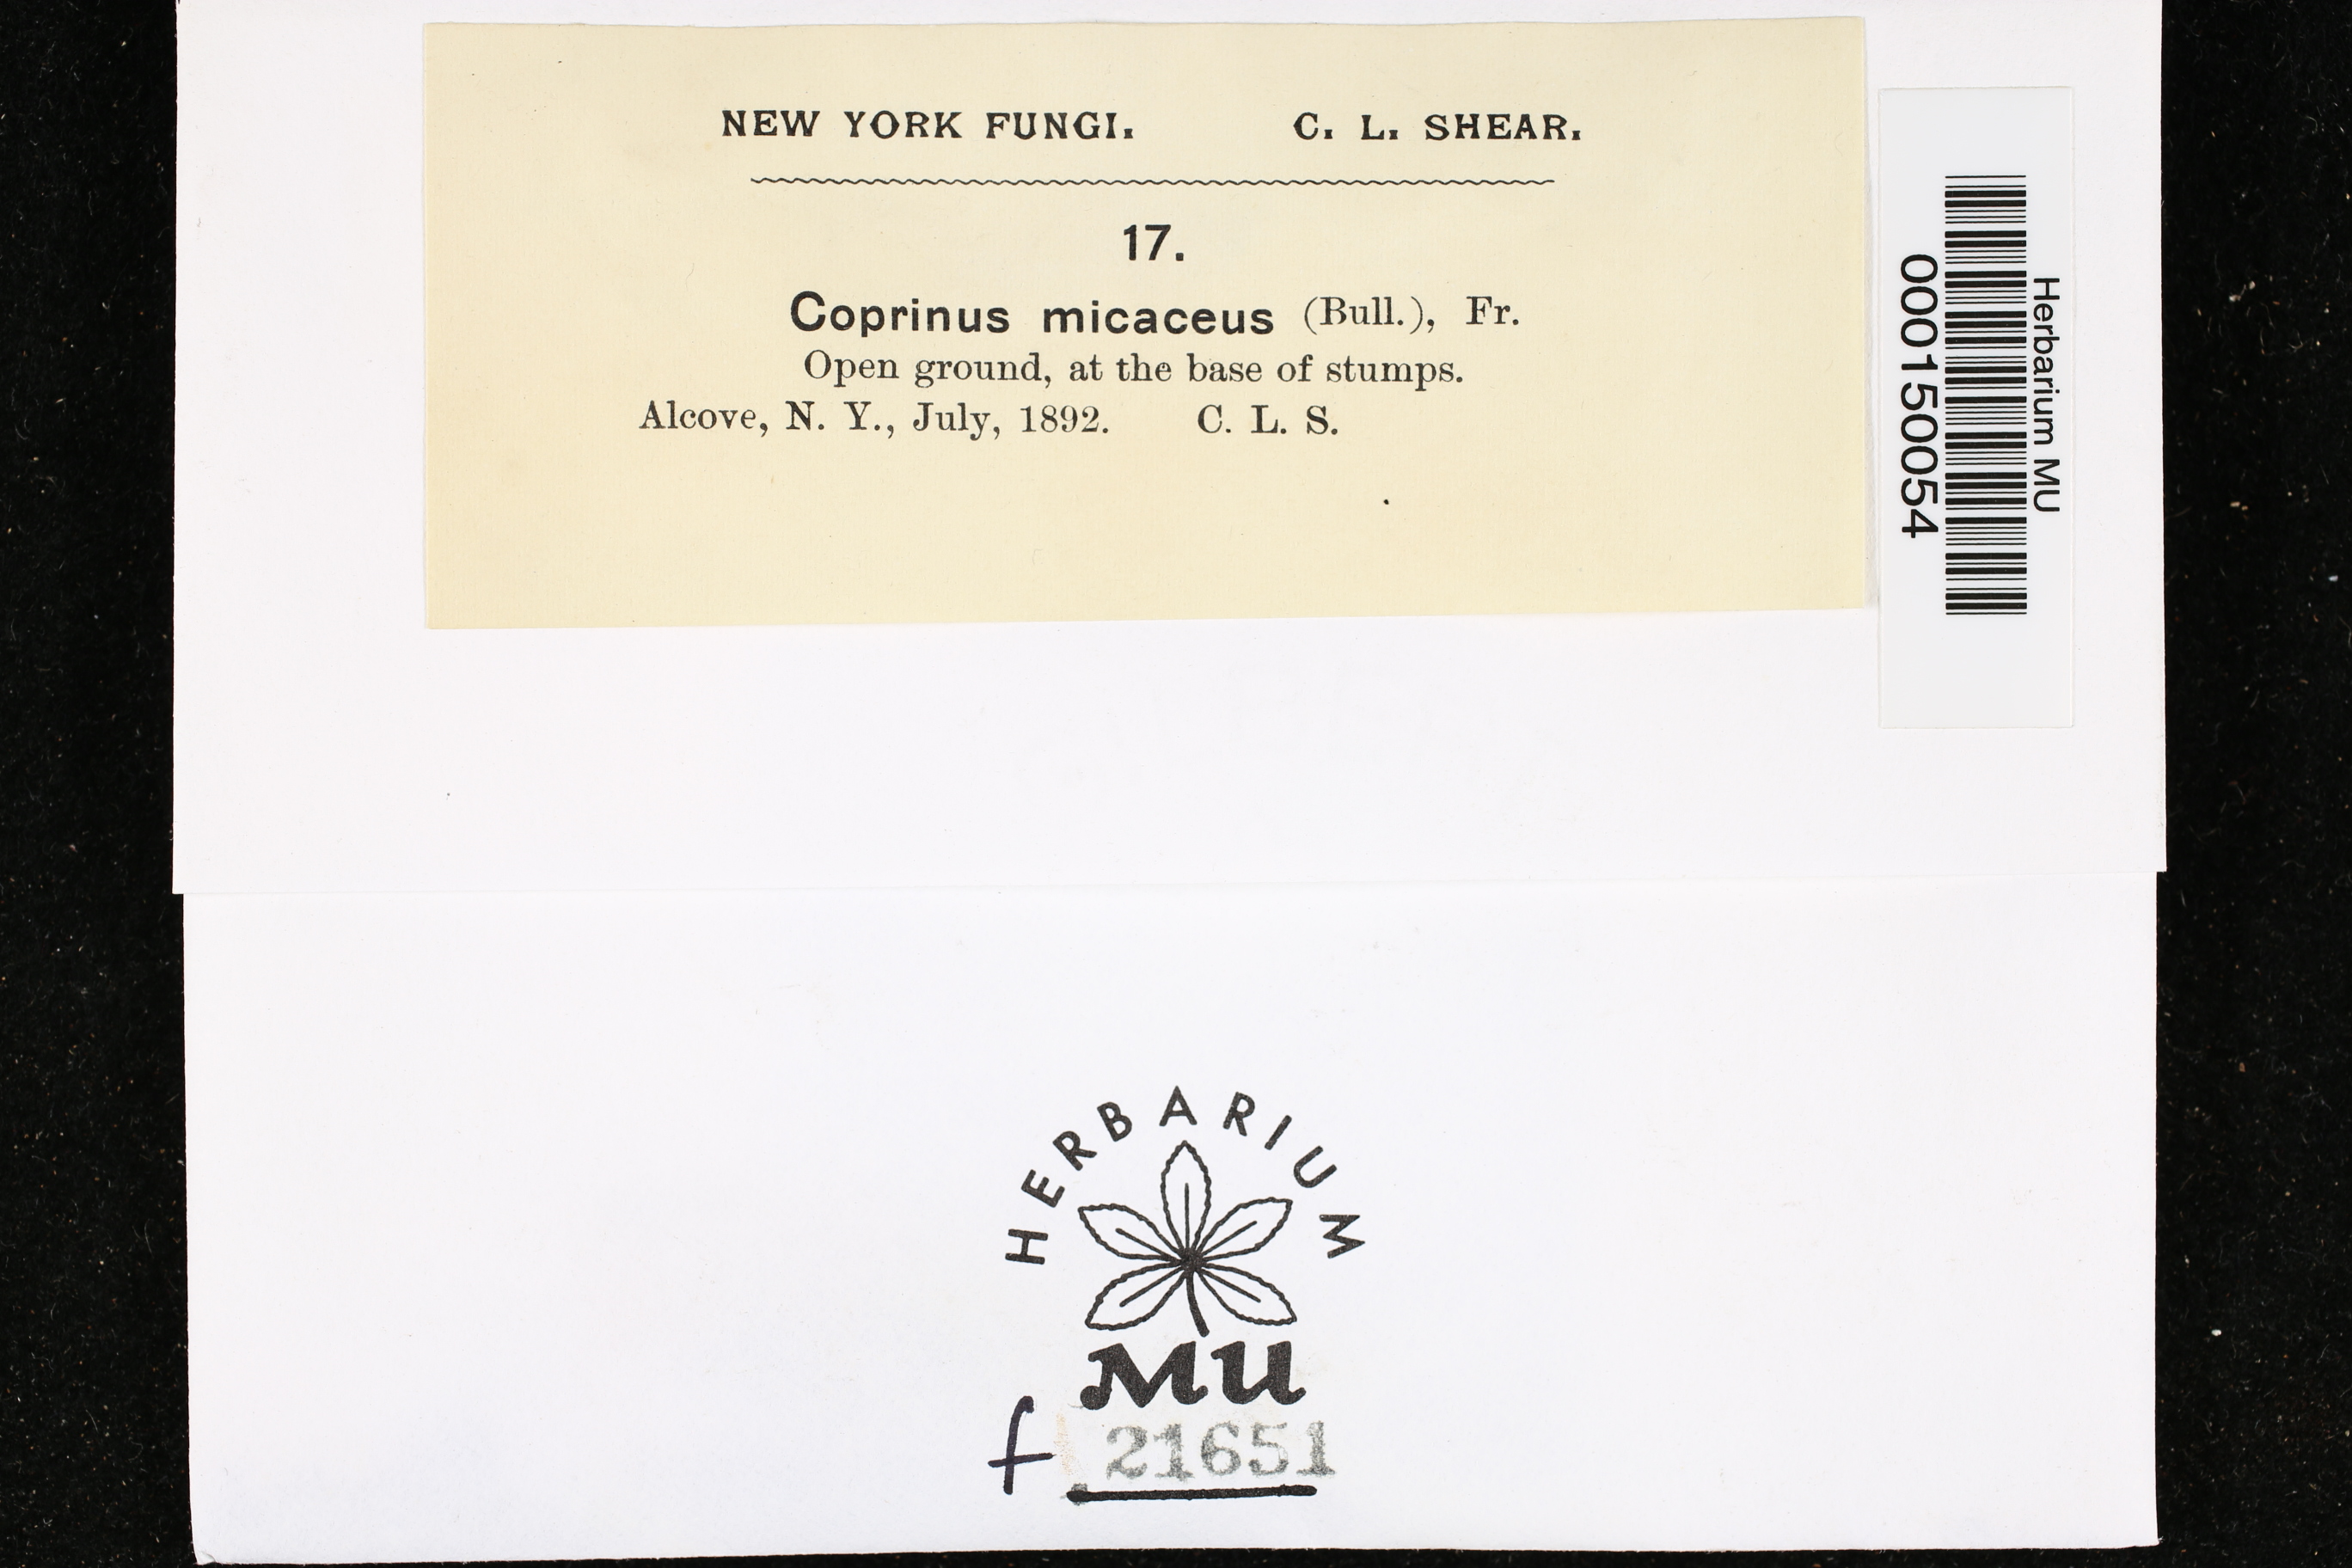 NEW YORK FUNGI. C. L. SHEAR.
17.
Coprinus micaceus (Bull.), Fr.
Open ground, at the base of stumps.
Alcove, N. Y., July, 1892. C. L. S.
Herbarium MU
000150054
HERBARIUM
MU
f 21651